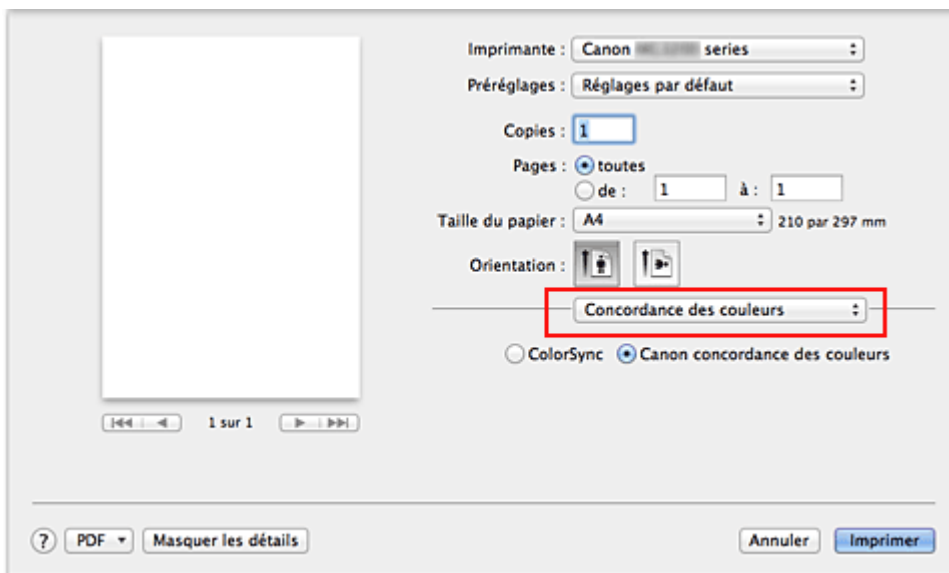 Imprimante : Canon series
Préréglages : Réglages par défaut
Copies : 1
Pages : toutes
de : 1 à : 1
Taille du papier : A4 210 par 297 mm
Orientation :
Concordance des couleurs
ColorSync Canon concordance des couleurs
1 sur 1
? PDF Masquer les détails Annuler Imprimer